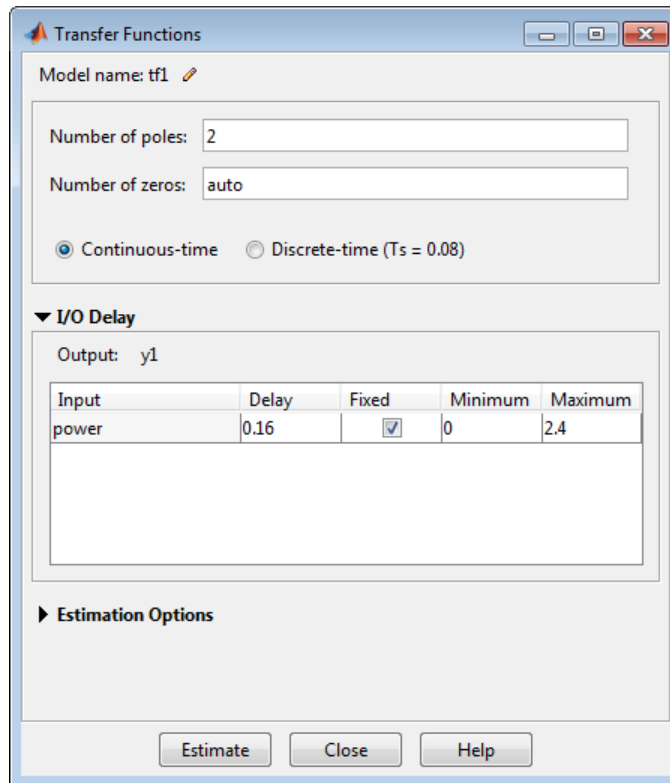 Transfer Functions
Model name: tf1
Number of poles: 2
Number of zeros: auto
Continuous-time Discrete-time (Ts = 0.08)
I/O Delay
Output: y1
Input Delay Fixed Minimum Maximum
power 0.16 0 2.4
Estimation Options
Estimate Close Help